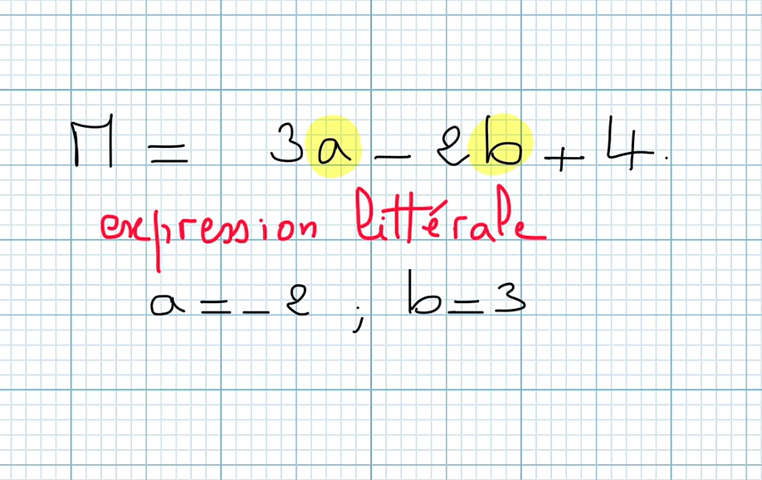 M = 3a - 2b + 4.
expression littérale
a = -2 ; b = 3